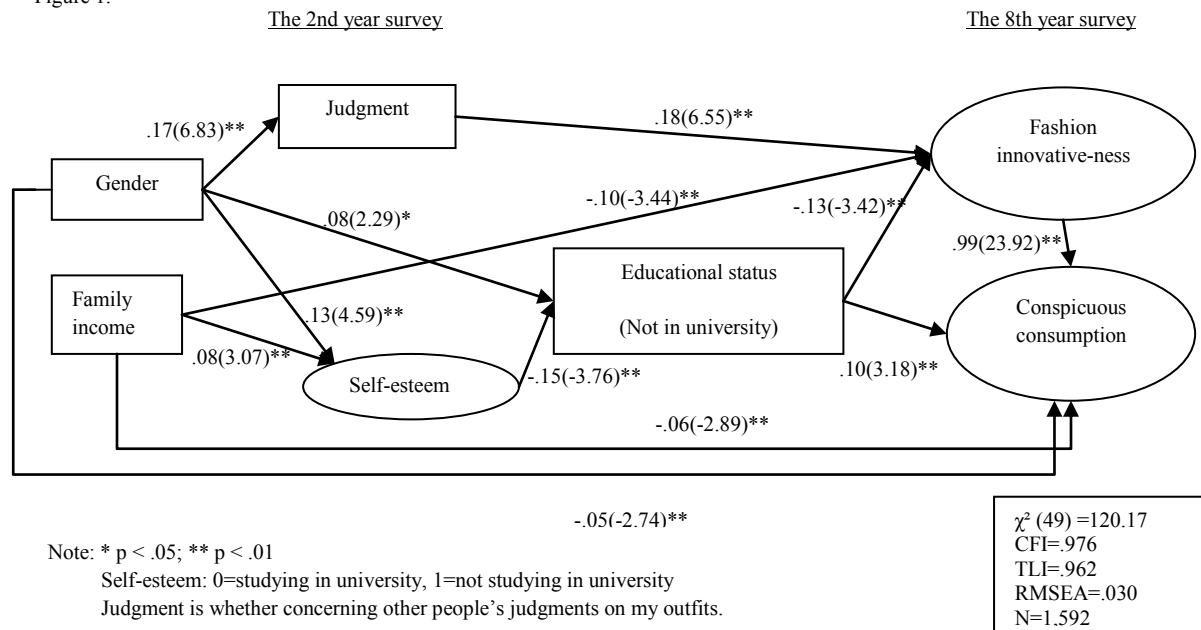 Figure 1.
The 2nd year survey
The 8th year survey
Judgment
.17(6.83)**
.18(6.55)**
Fashion
innovative-ness
Gender
-.10(-3.44)**
-.13(-3.42)**
.08(2.29)*
.99(23.92)**
Educational status
(Not in university)
Family
income
.13(4.59)**
.08(3.07)**
Conspicuous
consumption
Self-esteem
-.15(-3.76)**
.10(3.18)**
-.06(-2.89)**
-.05(-2.74)**
χ² (49) =120.17
CFI=.976
TLI=.962
RMSEA=.030
N=1,592
Note: * p < .05; ** p < .01
Self-esteem: 0=studying in university, 1=not studying in university
Judgment is whether concerning other people's judgments on my outfits.